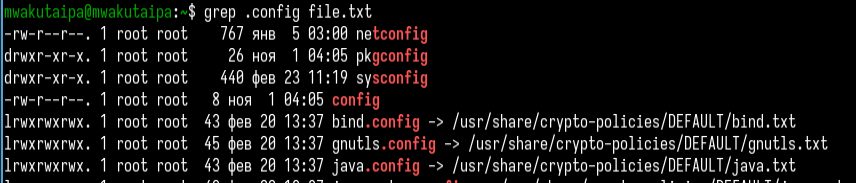 mwakutaipa@mwakutaipa:~$ grep .config file.txt
-rw-r--r--. 1 root root   767 янв  5 03:00 netconfig
drwxr-xr-x. 1 root root    26 ноя  1 04:05 pkgconfig
drwxr-xr-x. 1 root root   440 фев 23 11:19 sysconfig
-rw-r--r--. 1 root root   8 ноя  1 04:05 config
lrwxrwxrwx. 1 root root  43 фев 20 13:37 bind.config -> /usr/share/crypto-policies/DEFAULT/bind.txt
lrwxrwxrwx. 1 root root  45 фев 20 13:37 gnutls.config -> /usr/share/crypto-policies/DEFAULT/gnutls.txt
lrwxrwxrwx. 1 root root  43 фев 20 13:37 java.config -> /usr/share/crypto-policies/DEFAULT/java.txt